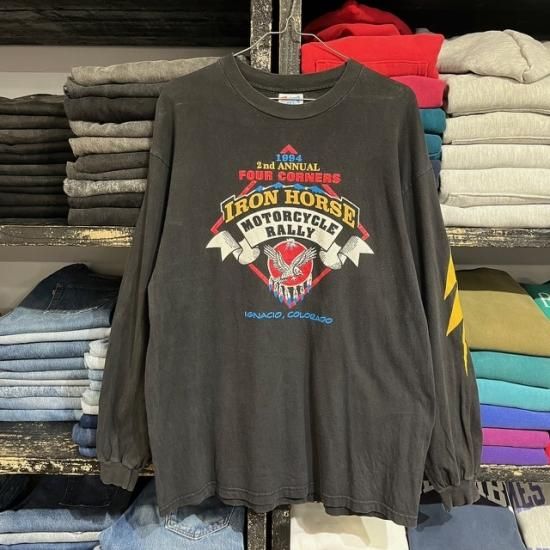 1994
2nd ANNUAL
FOUR CORNERS
IRON HORSE
MOTORCYCLE
RALLY
IGNACIO, COLORADO